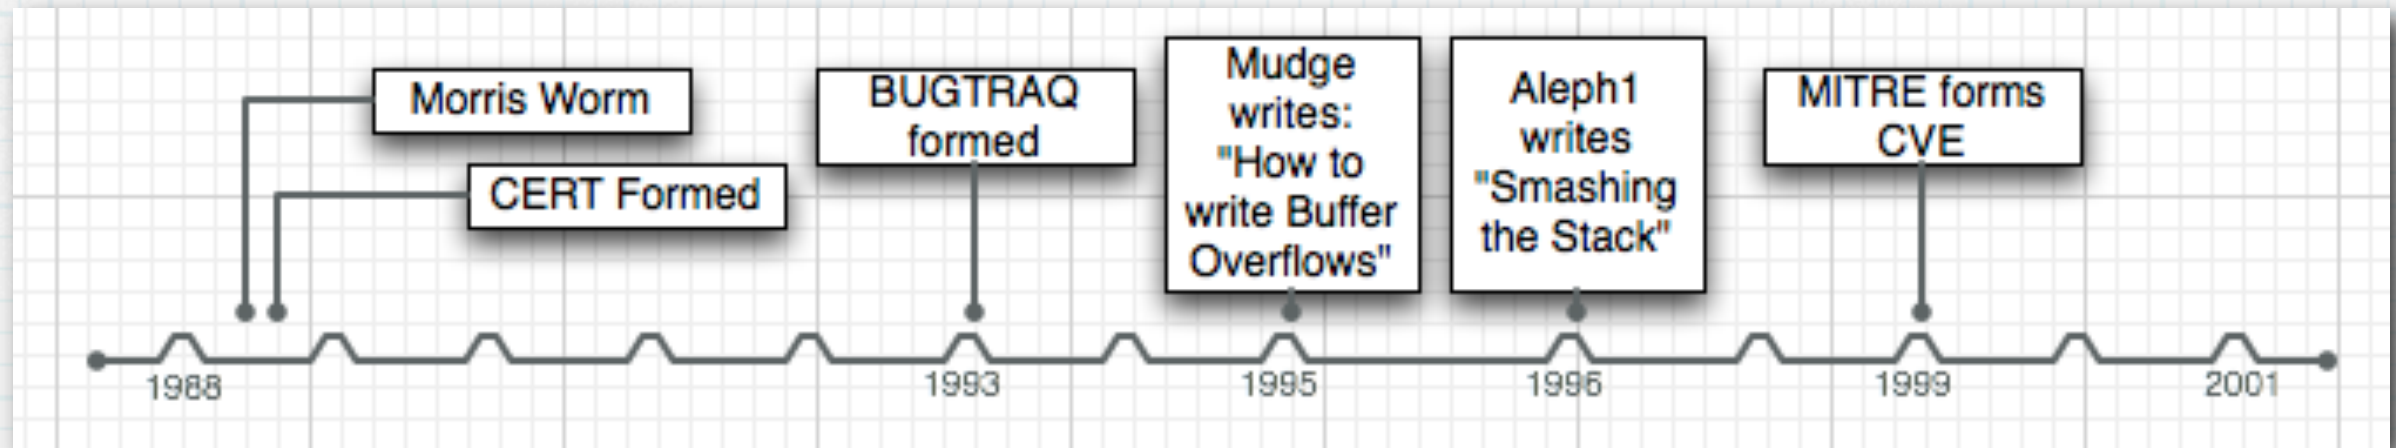 Morris Worm
CERT Formed
BUGTRAQ
formed
Mudge
writes:
"How to
write Buffer
Overflows"
Aleph1
writes
"Smashing
the Stack"
MITRE forms
CVE
1988
1993
1995
1996
1999
2001